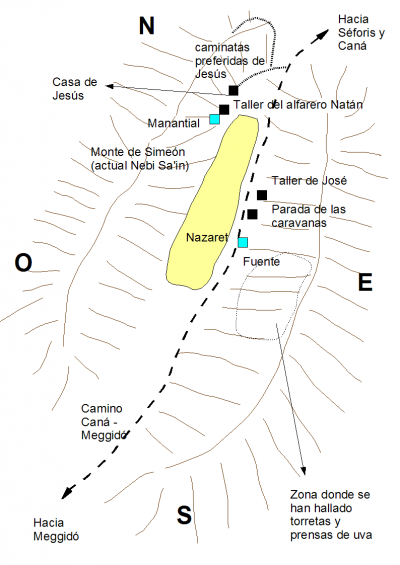 N
Hacia
Séforis y
Caná
caminatas
preferidas de
Jesús
Casa de
Jesús
Taller del alfarero Natán
Manantial
Monte de Simeón
(actual Nebi Sa'in)
Taller de José
Parada de las
caravanas
Nazaret
O
Fuente
E
Camino
Caná -
Meggidó
Zona donde se
han hallado
torretas y
prensas de uva
S
Hacia
Meggidó